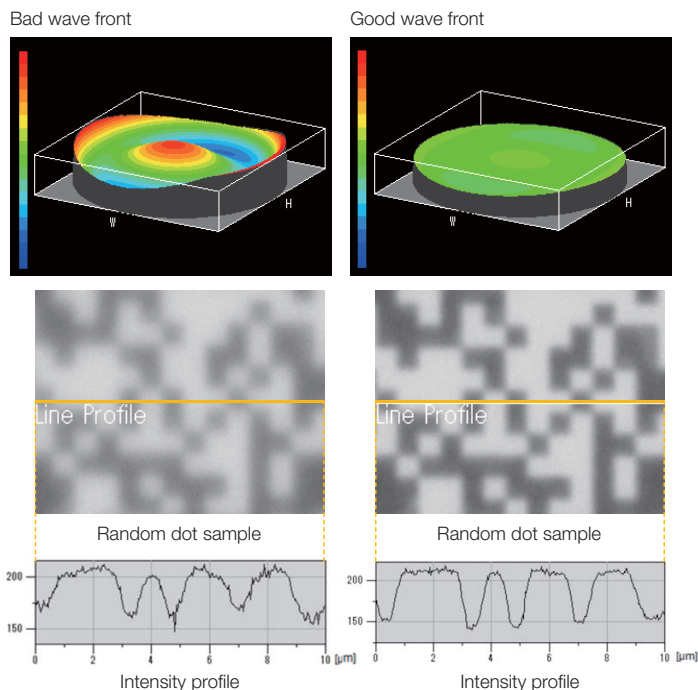 Bad wave front
Good wave front
W
H
W
H
Line Profile
Line Profile
Random dot sample
Random dot sample
200
150
0 2 4 6 8 10 [μm]
200
150
0 2 4 6 8 10 [μm]
Intensity profile
Intensity profile